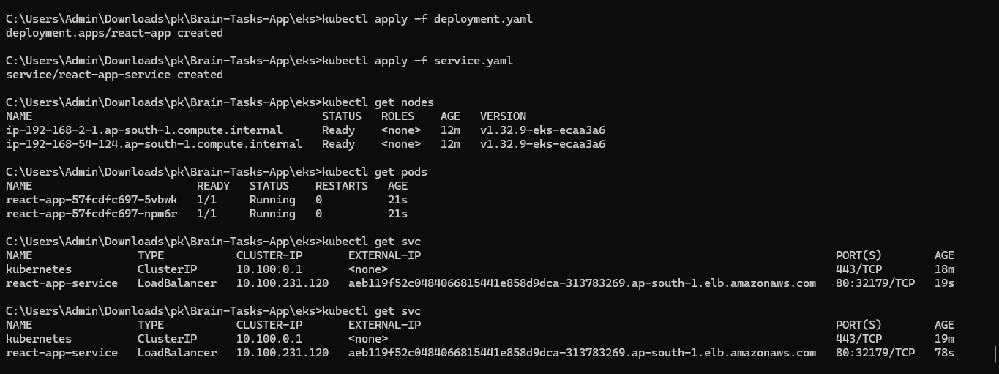 C:\Users\Admin\Downloads\pk\Brain-Tasks-App\eks>kubectl apply -f deployment.yaml
deployment.apps/react-app created
C:\Users\Admin\Downloads\pk\Brain-Tasks-App\eks>kubectl apply -f service.yaml
service/react-app-service created
C:\Users\Admin\Downloads\pk\Brain-Tasks-App\eks>kubectl get nodes
NAME STATUS ROLES AGE VERSION
ip-192-168-2-1.ap-south-1.compute.internal Ready <none> 12m v1.32.9-eks-ecaa3a6
ip-192-168-54-124.ap-south-1.compute.internal Ready <none> 12m v1.32.9-eks-ecaa3a6
C:\Users\Admin\Downloads\pk\Brain-Tasks-App\eks>kubectl get pods
NAME READY STATUS RESTARTS AGE
react-app-57fcdfc697-5vbwk 1/1 Running 0 21s
react-app-57fcdfc697-npm6r 1/1 Running 0 21s
C:\Users\Admin\Downloads\pk\Brain-Tasks-App\eks>kubectl get svc
NAME TYPE CLUSTER-IP EXTERNAL-IP PORT(S) AGE
kubernetes ClusterIP 10.100.0.1 <none> 443/TCP 18m
react-app-service LoadBalancer 10.100.231.120 aeb119f52c0484066815441e858d9dca-313783269.ap-south-1.elb.amazonaws.com 80:32179/TCP 19s
C:\Users\Admin\Downloads\pk\Brain-Tasks-App\eks>kubectl get svc
NAME TYPE CLUSTER-IP EXTERNAL-IP PORT(S) AGE
kubernetes ClusterIP 10.100.0.1 <none> 443/TCP 19m
react-app-service LoadBalancer 10.100.231.120 aeb119f52c0484066815441e858d9dca-313783269.ap-south-1.elb.amazonaws.com 80:32179/TCP 78s